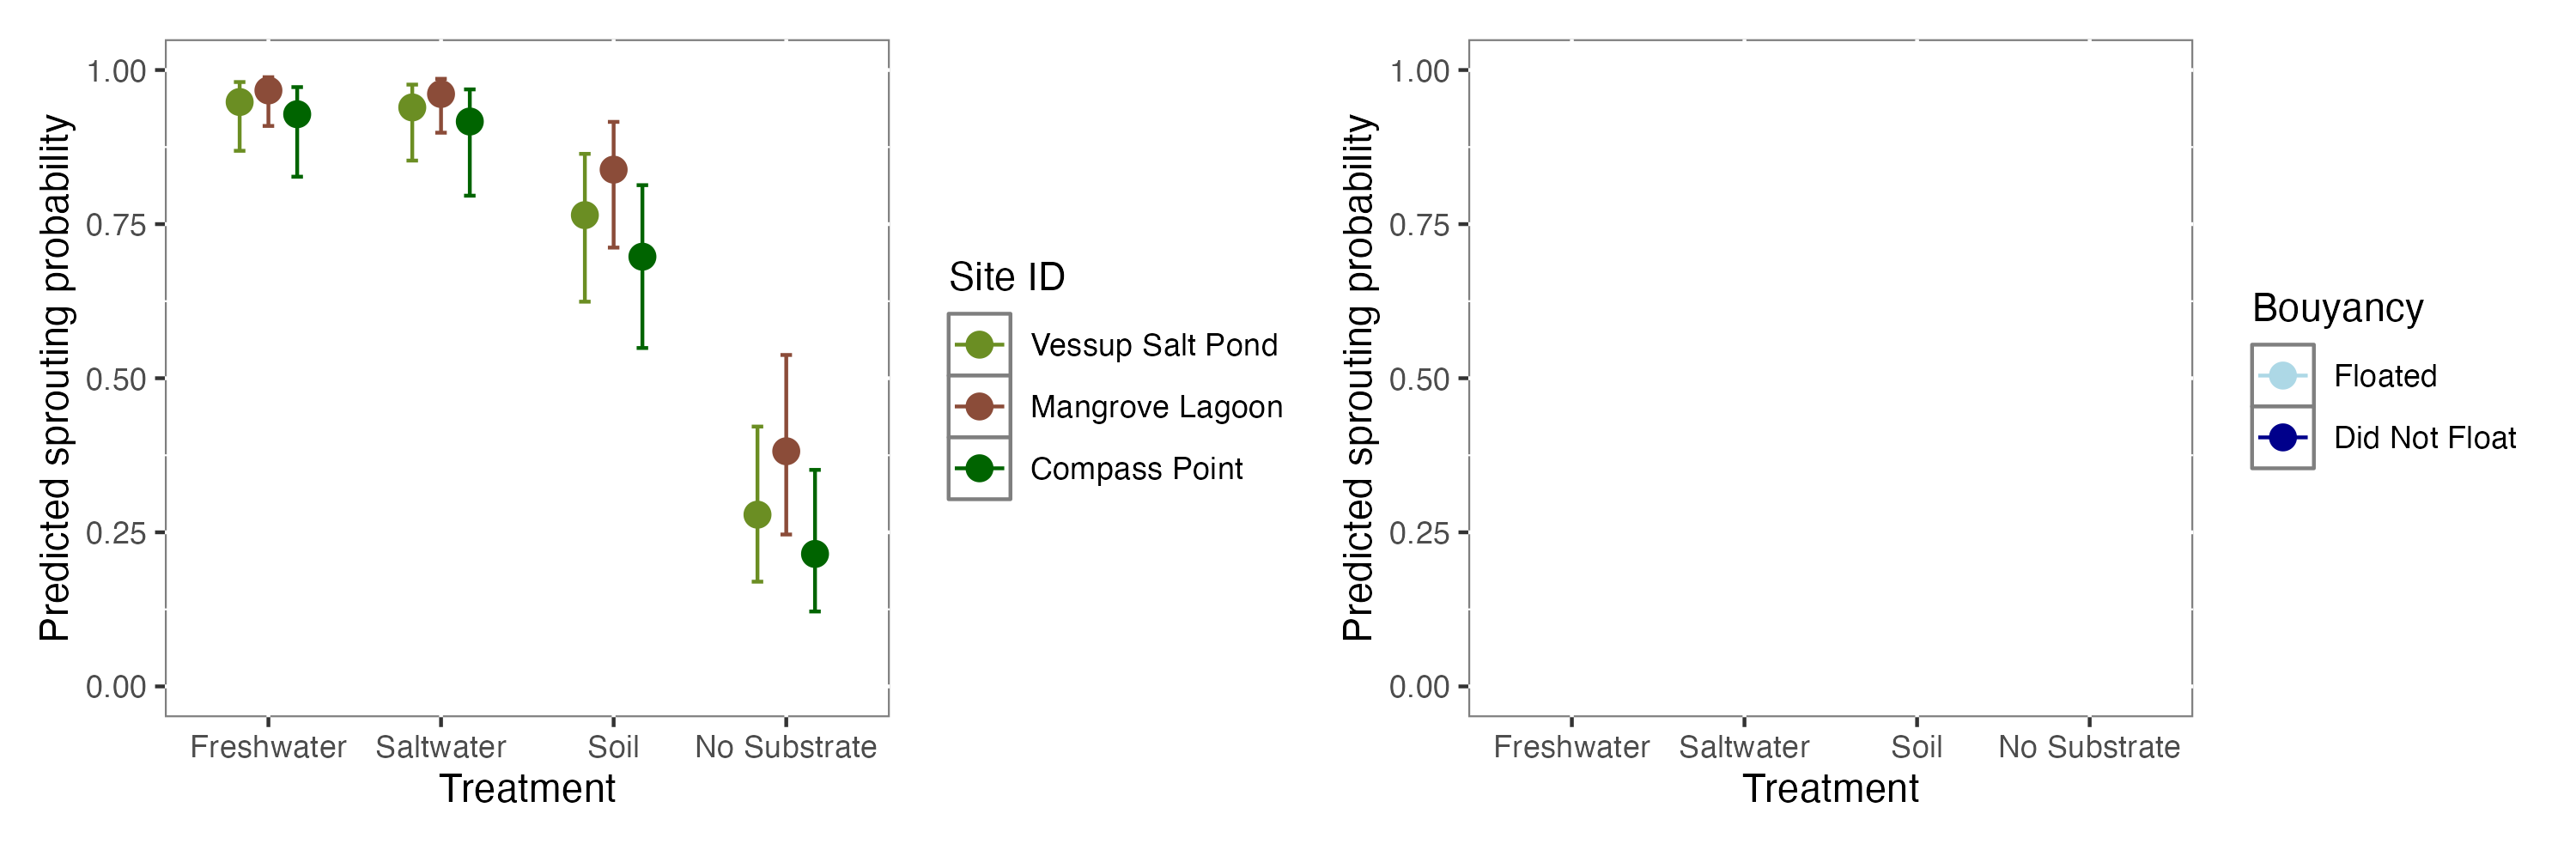 Predicted sprouting probability
1.00
0.75
0.50
0.25
0.00
Freshwater Saltwater Soil No Substrate
Treatment
Site ID
Vessup Salt Pond
Mangrove Lagoon
Compass Point
Predicted sprouting probability
1.00
0.75
0.50
0.25
0.00
Freshwater Saltwater Soil No Substrate
Treatment
Bouyancy
Floated
Did Not Float